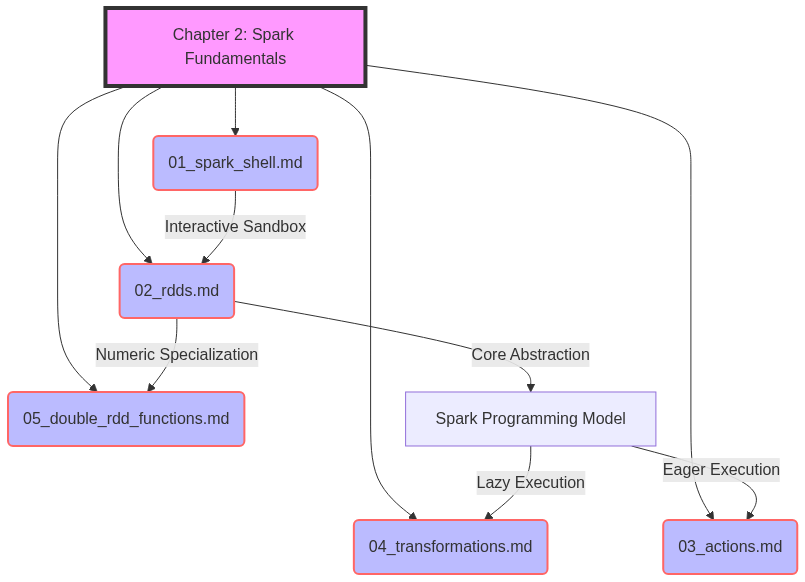 Chapter 2: Spark
Fundamentals
01_spark_shell.md
Interactive Sandbox
02_rdds.md
Numeric Specialization
Core Abstraction
05_double_rdd_functions.md
Spark Programming Model
Lazy Execution
Eager Execution
04_transformations.md
03_actions.md